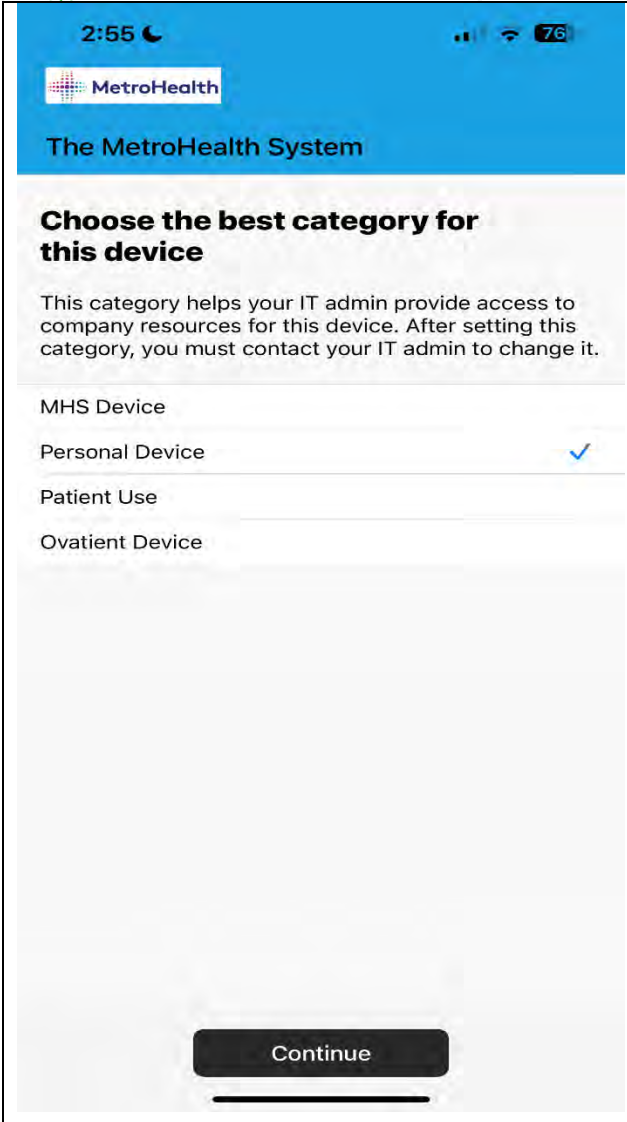 2:55
76
MetroHealth
The MetroHealth System
Choose the best category for
this device
This category helps your IT admin provide access to
company resources for this device. After setting this
category, you must contact your IT admin to change it.
MHS Device
Personal Device
Patient Use
Ovatient Device
Continue